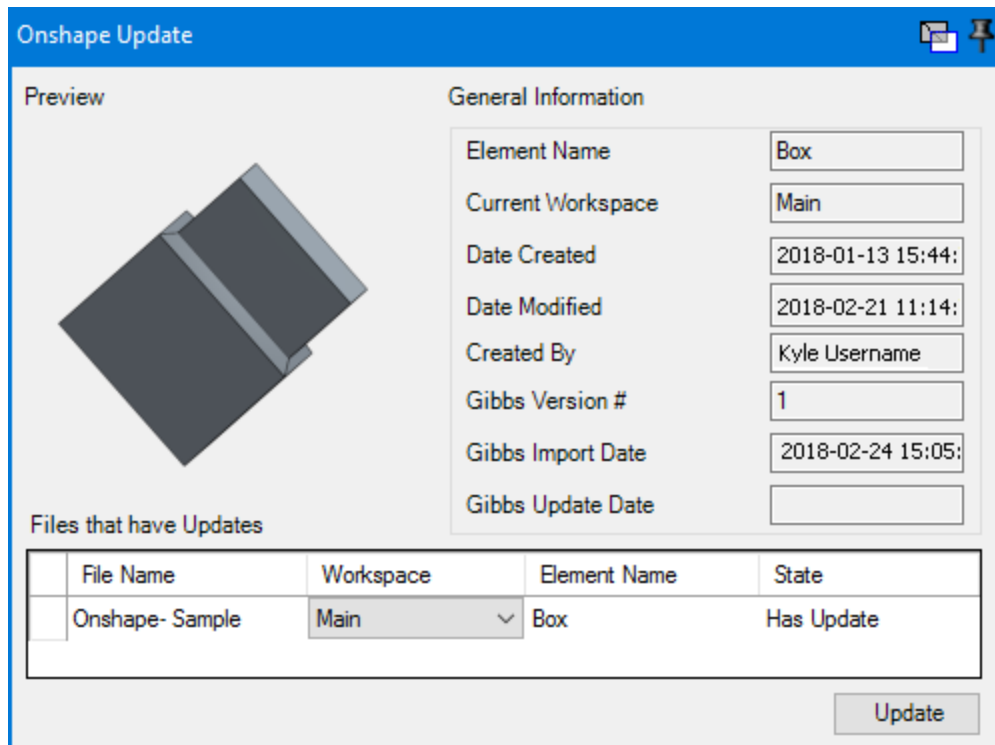 Onshape Update
Preview
General Information
Element Name Box
Current Workspace Main
Date Created 2018-01-13 15:44:
Date Modified 2018-02-21 11:14:
Created By Kyle Username
Gibbs Version # 1
Gibbs Import Date 2018-02-24 15:05:
Gibbs Update Date
Files that have Updates
File Name Workspace Element Name State
Onshape- Sample Main Box Has Update
Update